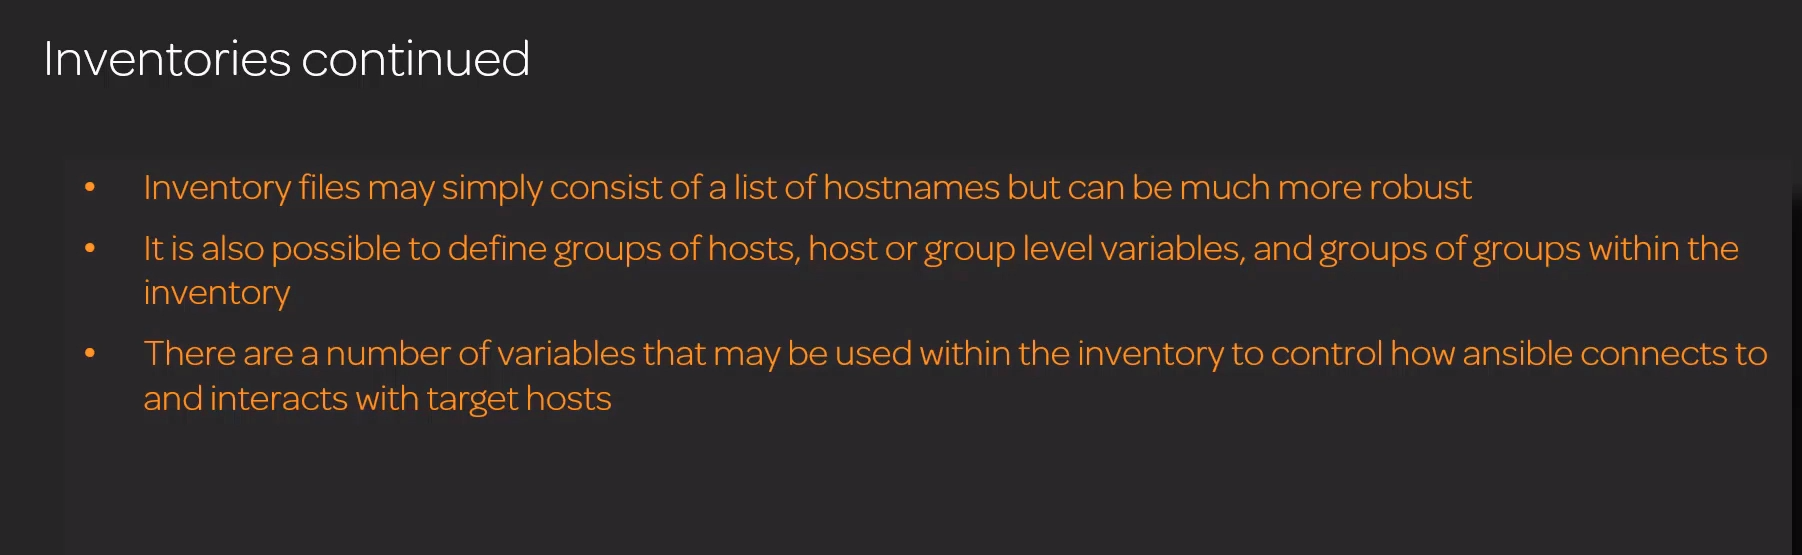 Inventories continued
• Inventory files may simply consist of a list of hostnames but can be much more robust
• It is also possible to define groups of hosts, host or group level variables, and groups of groups within the
inventory
• There are a number of variables that may be used within the inventory to control how ansible connects to
and interacts with target hosts